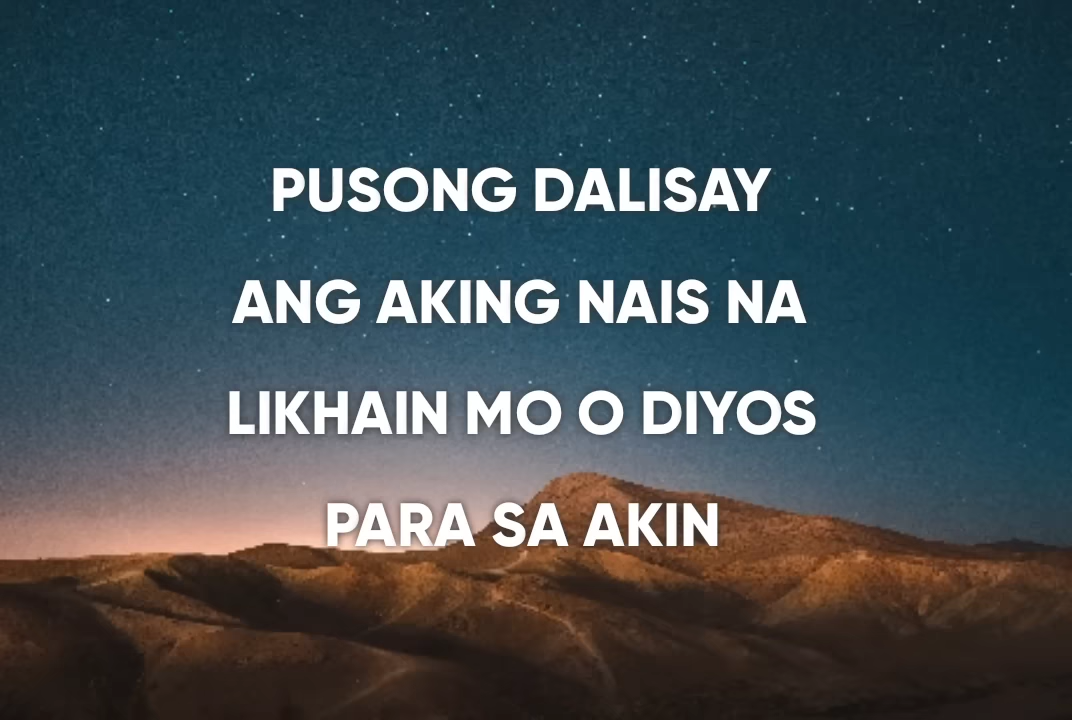 PUSONG DALISAY
ANG AKING NAIS NA
LIKHAIN MO O DIYOS
PARA SA AKIN